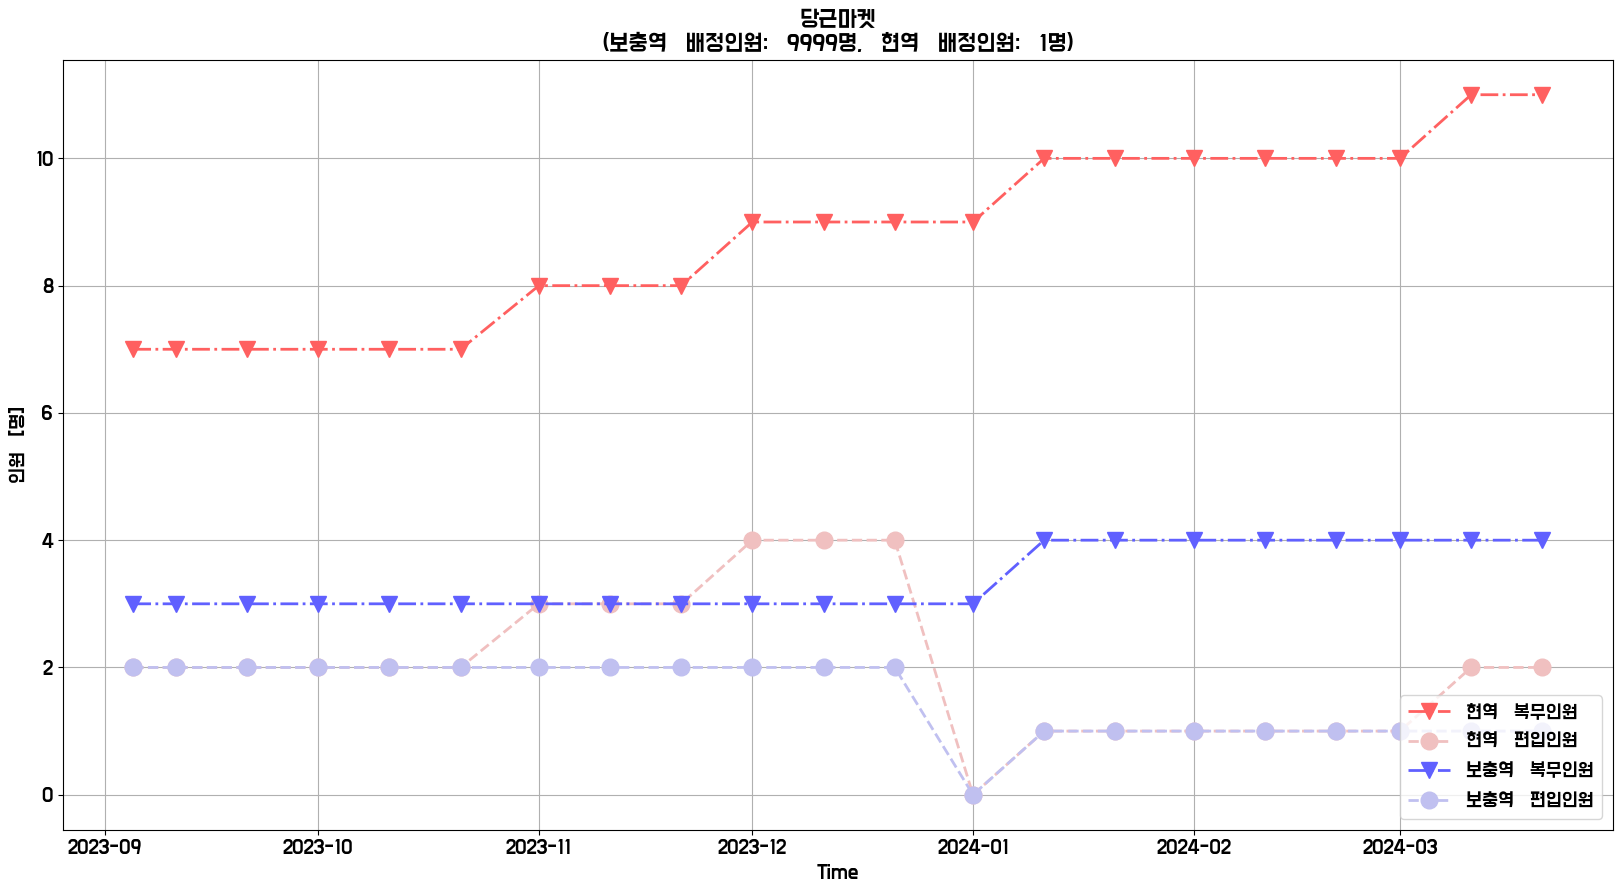 당근마켓
(보충역 배정인원: 9999명, 현역 배정인원: 1명)
10
8
6
4
2
0
인원 [명]
2023-09 2023-10 2023-11 2023-12 2024-01 2024-02 2024-03
Time
현역 복무인원
현역 편입인원
보충역 복무인원
보충역 편입인원